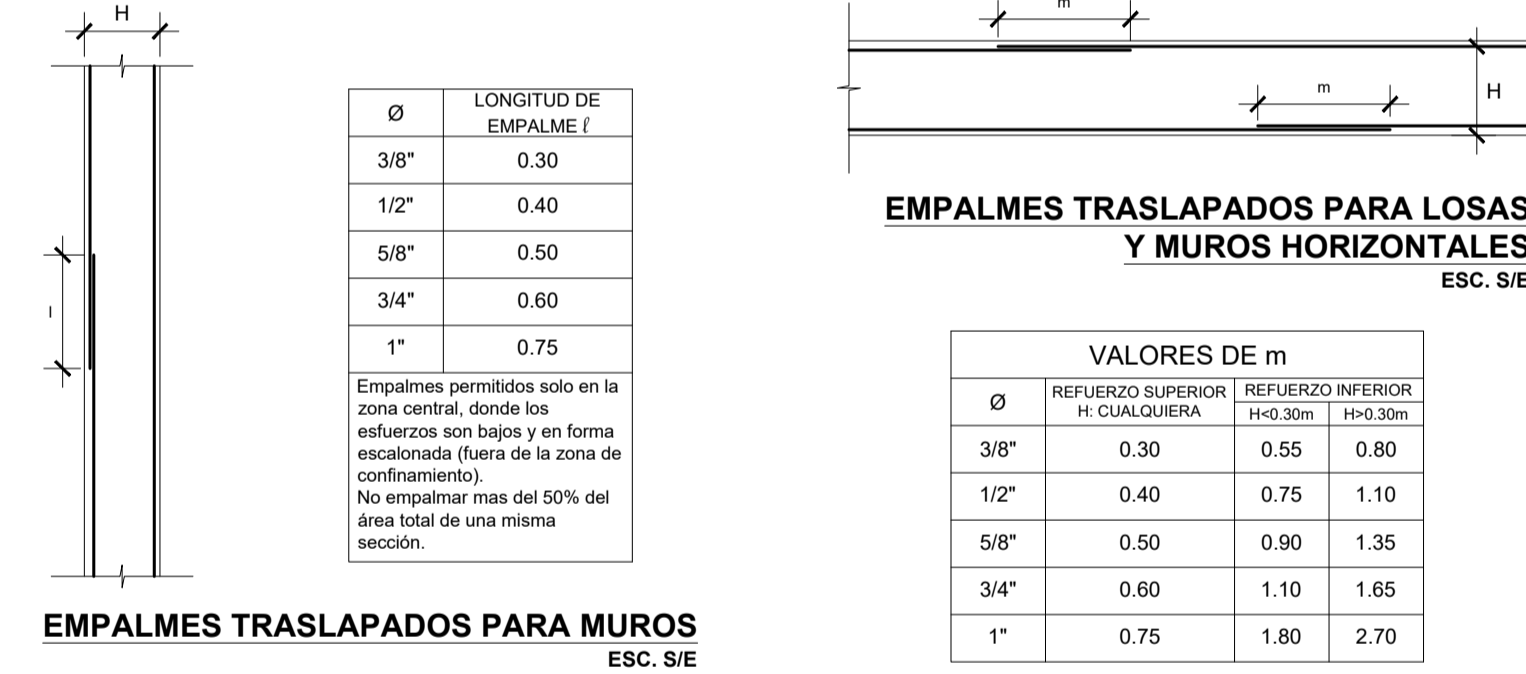 H
Ø
LONGITUD DE
EMPALME ℓ
3/8" 0.30
1/2" 0.40
5/8" 0.50
3/4" 0.60
1" 0.75
Empalmes permitidos solo en la
zona central, donde los
esfuerzos son bajos y en forma
escalonada (fuera de la zona de
confinamiento).
No empalmar mas del 50% del
área total de una misma
sección.
l
EMPALMES TRASLAPADOS PARA MUROS
ESC. S/E
m
m
H
EMPALMES TRASLAPADOS PARA LOSAS
Y MUROS HORIZONTALES
ESC. S/E
VALORES DE m
Ø
REFUERZO SUPERIOR
H: CUALQUIERA
REFUERZO INFERIOR
H<0.30m H>0.30m
3/8" 0.30 0.55 0.80
1/2" 0.40 0.75 1.10
5/8" 0.50 0.90 1.35
3/4" 0.60 1.10 1.65
1" 0.75 1.80 2.70